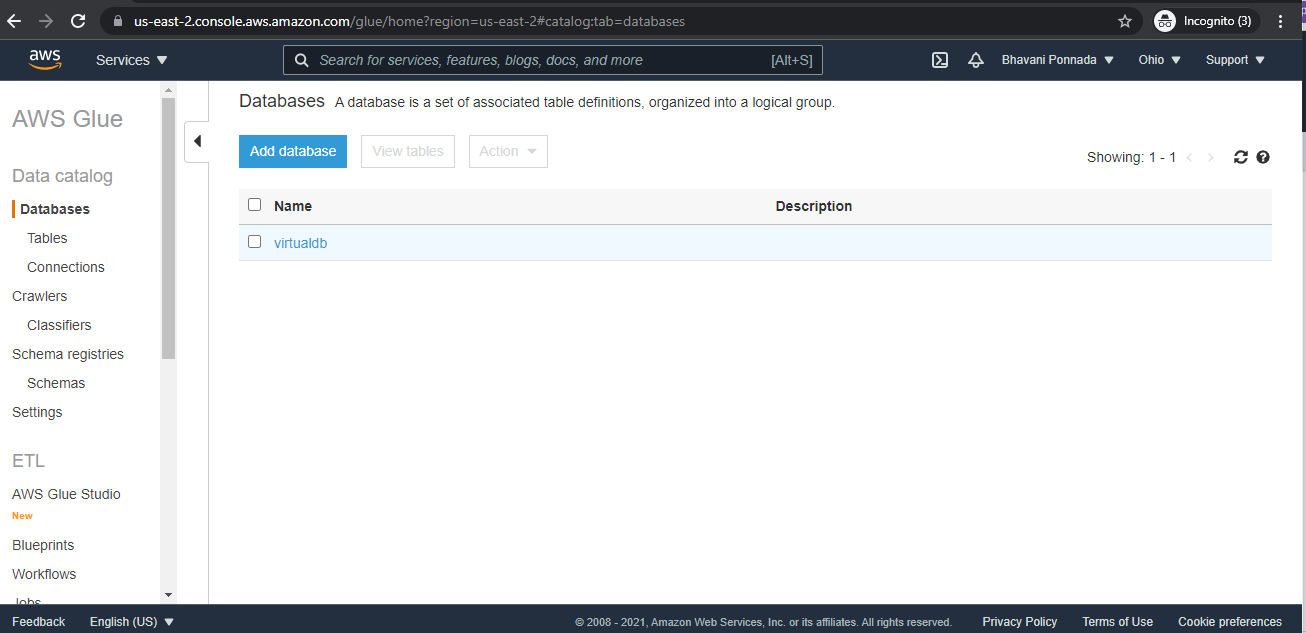 us-east-2.console.aws.amazon.com/glue/home?region=us-east-2#catalog:tab=databases
Incognito (3)
aws
Services
Search for services, features, blogs, docs, and more
[Alt+S]
Bhavani Ponnada
Ohio
Support
AWS Glue
Data catalog
Databases
Tables
Connections
Crawlers
Classifiers
Schema registries
Schemas
Settings
ETL
AWS Glue Studio
New
Blueprints
Workflows
Jobs
Databases A database is a set of associated table definitions, organized into a logical group.
Add database
View tables
Action
Showing: 1 - 1
Name
Description
virtualdb
Feedback
English (US)
© 2008 - 2021, Amazon Web Services, Inc. or its affiliates. All rights reserved.
Privacy Policy
Terms of Use
Cookie preferences